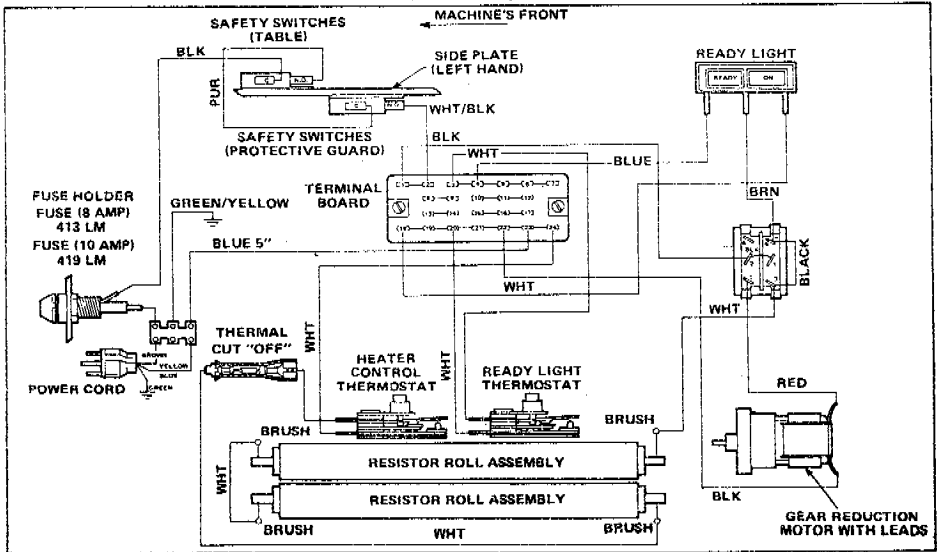 MACHINE'S FRONT
SAFETY SWITCHES
(TABLE)
BLK
SIDE PLATE
(LEFT HAND)
READY LIGHT
READY
ON
C
N.O.
PUR
C
N.O.
WHT/BLK
SAFETY SWITCHES
(PROTECTIVE GUARD)
BLK
WHT
BLUE
TERMINAL
BOARD
BRN
FUSE HOLDER
FUSE (8 AMP)
413 LM
FUSE (10 AMP)
419 LM
GREEN/YELLOW
BLUE 5"
BLACK
WHT
WHT
THERMAL
CUT "OFF"
WHT
HEATER
CONTROL
THERMOSTAT
WHT
READY LIGHT
THERMOSTAT
BROWN
YELLOW
BLUE
GREEN
POWER CORD
RED
BRUSH
BRUSH
WHT
RESISTOR ROLL ASSEMBLY
RESISTOR ROLL ASSEMBLY
BLK
BRUSH
WHT
BRUSH
GEAR REDUCTION
MOTOR WITH LEADS